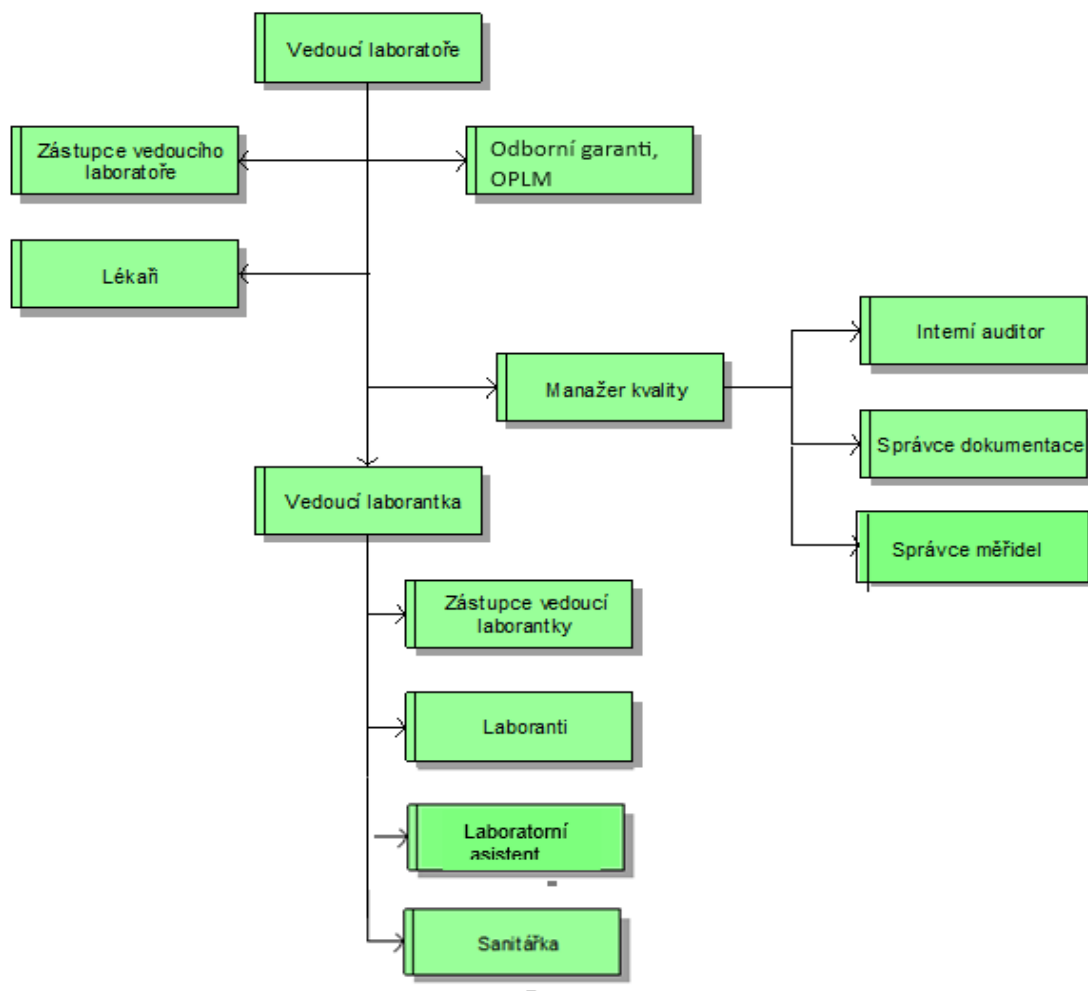 Vedoucí laboratoře
Zástupce vedoucího
laboratoře
Odborní garanti,
OPLM
Lékaři
Interní auditor
Manažer kvality
Správce dokumentace
Vedoucí laborantka
Správce měřidel
Zástupce vedoucí
laborantky
Laboranti
Laboratorní
asistent
Sanitářka